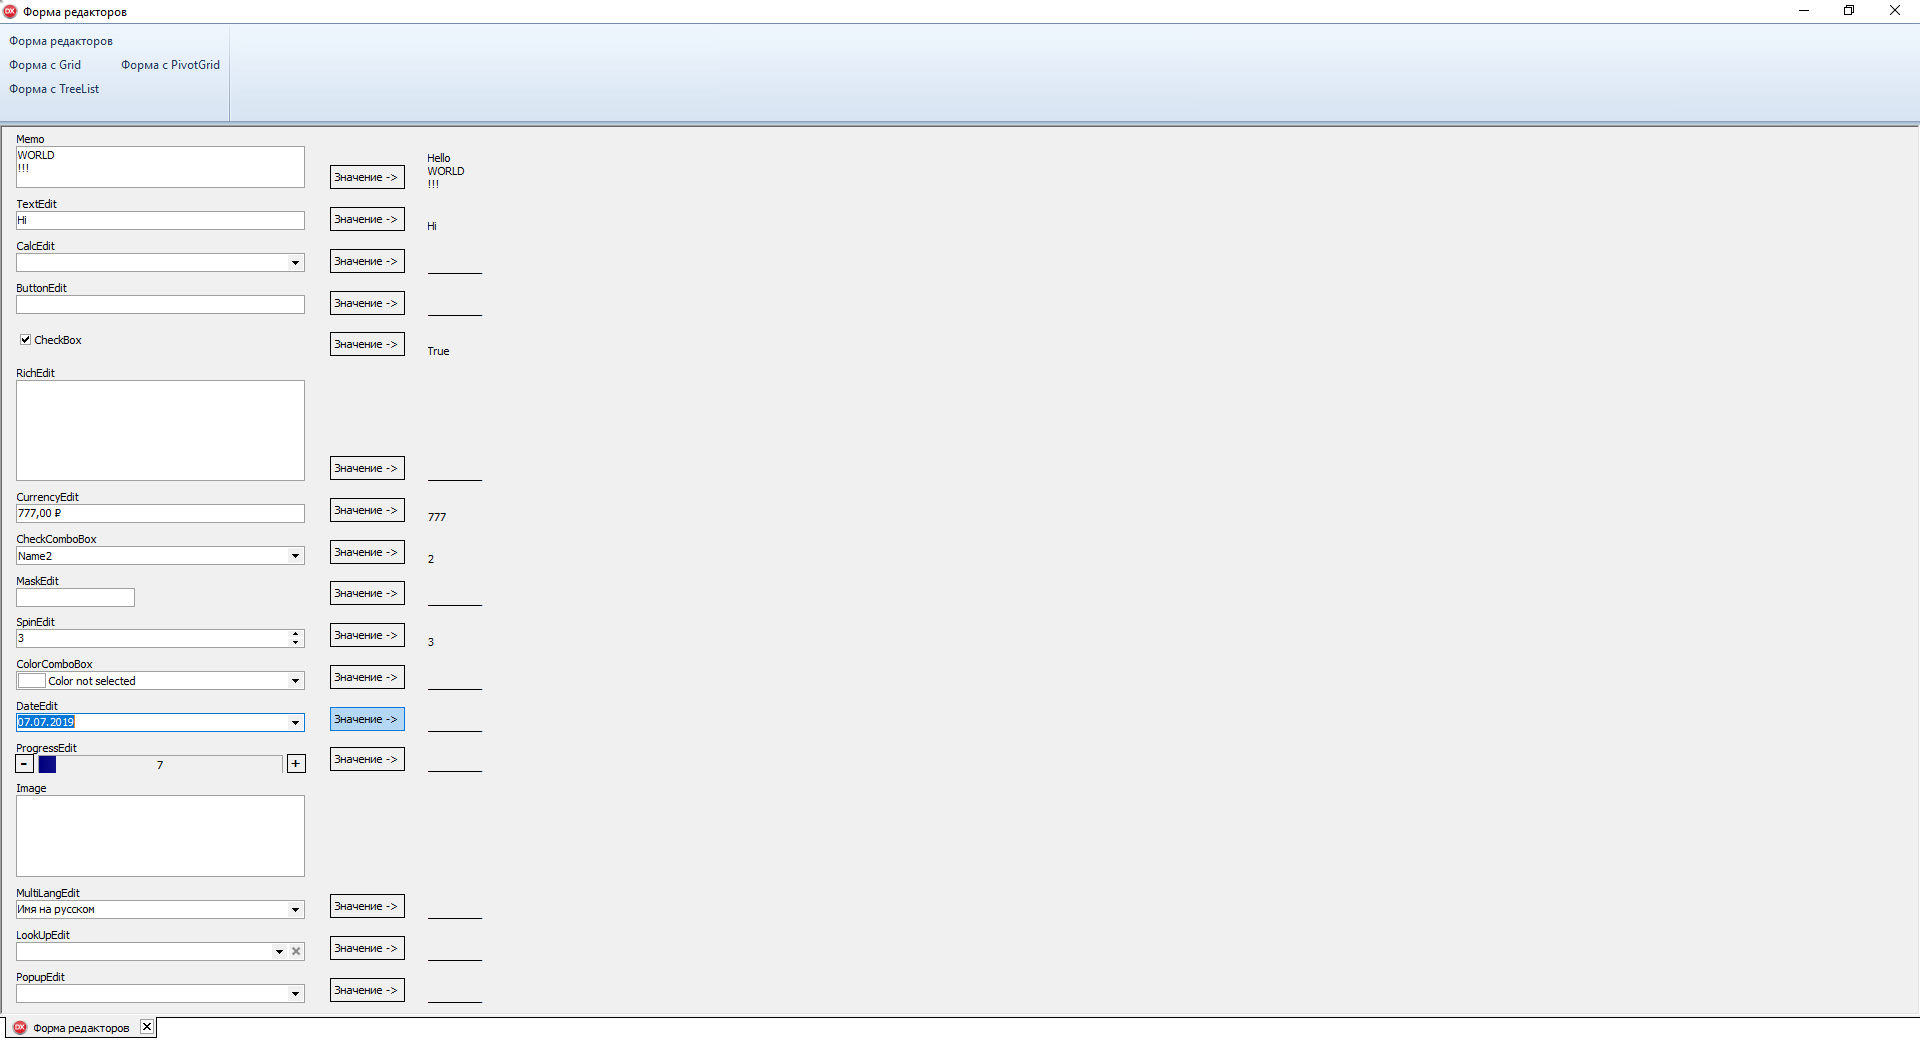 Форма редакторов
Форма редакторов
Форма с Grid Форма с PivotGrid
Форма с TreeList
Memo
WORLD
!!!
Значение ->
Hello
WORLD
!!!
TextEdit
Hi
Значение ->
Hi
CalcEdit
Значение ->
ButtonEdit
Значение ->
CheckBox
Значение ->
True
RichEdit
Значение ->
CurrencyEdit
777,00 ₽
Значение ->
777
CheckComboBox
Name2
Значение ->
2
MaskEdit
Значение ->
SpinEdit
3
Значение ->
3
ColorComboBox
Color not selected
Значение ->
DateEdit
07.07.2019
Значение ->
ProgressEdit
- 7 +
Значение ->
Image
MultiLangEdit
Имя на русском
Значение ->
LookUpEdit
Значение ->
PopupEdit
Значение ->
Форма редакторов